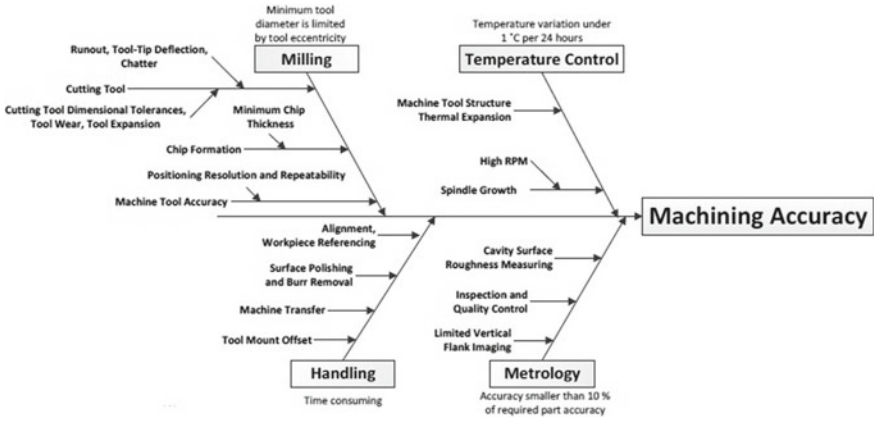 Minimum tool
diameter is limited
by tool eccentricity
Milling
Runout, Tool-Tip Deflection,
Chatter
Cutting Tool
Cutting Tool Dimensional Tolerances,
Tool Wear, Tool Expansion
Minimum Chip
Thickness
Chip Formation
Positioning Resolution and Repeatability
Machine Tool Accuracy
Temperature variation under
1 °C per 24 hours
Temperature Control
Machine Tool Structure
Thermal Expansion
High RPM
Spindle Growth
Machining Accuracy
Alignment,
Workpiece Referencing
Surface Polishing
and Burr Removal
Machine Transfer
Tool Mount Offset
Handling
Time consuming
Cavity Surface
Roughness Measuring
Inspection and
Quality Control
Limited Vertical
Flank Imaging
Metrology
Accuracy smaller than 10 %
of required part accuracy